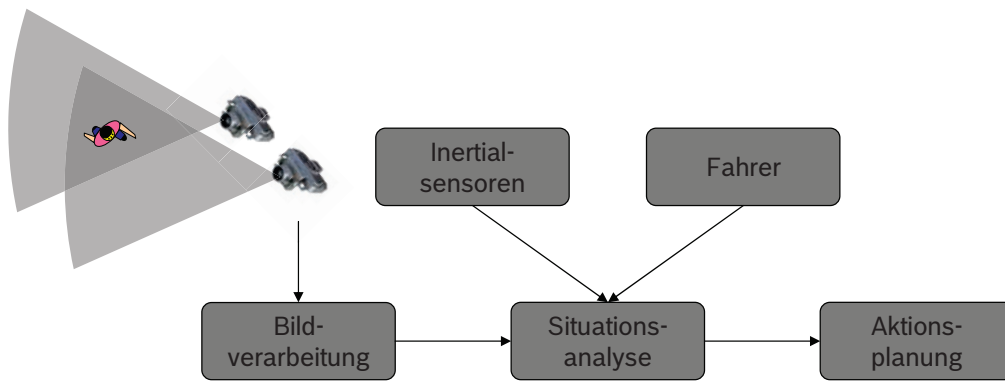 Inertial-
sensoren
Fahrer
Bild-
verarbeitung
Situations-
analyse
Aktions-
planung